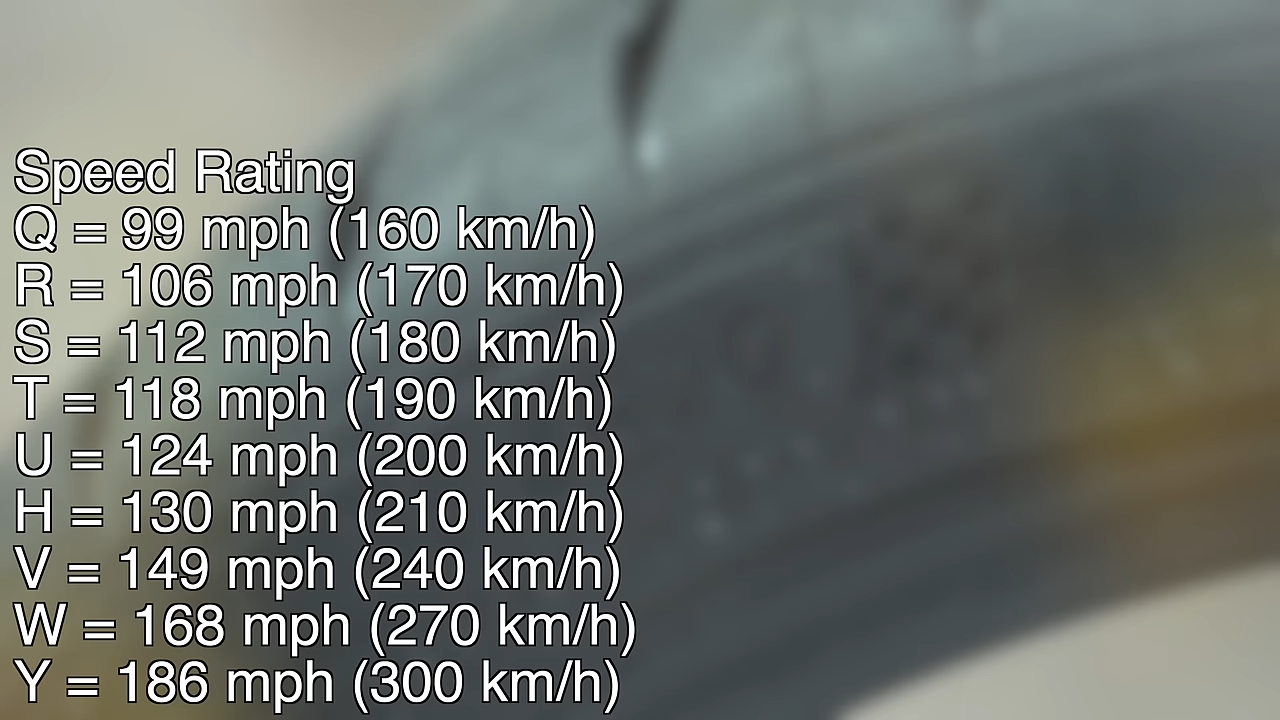 Speed Rating
Q = 99 mph (160 km/h)
R = 106 mph (170 km/h)
S = 112 mph (180 km/h)
T = 118 mph (190 km/h)
U = 124 mph (200 km/h)
H = 130 mph (210 km/h)
V = 149 mph (240 km/h)
W = 168 mph (270 km/h)
Y = 186 mph (300 km/h)